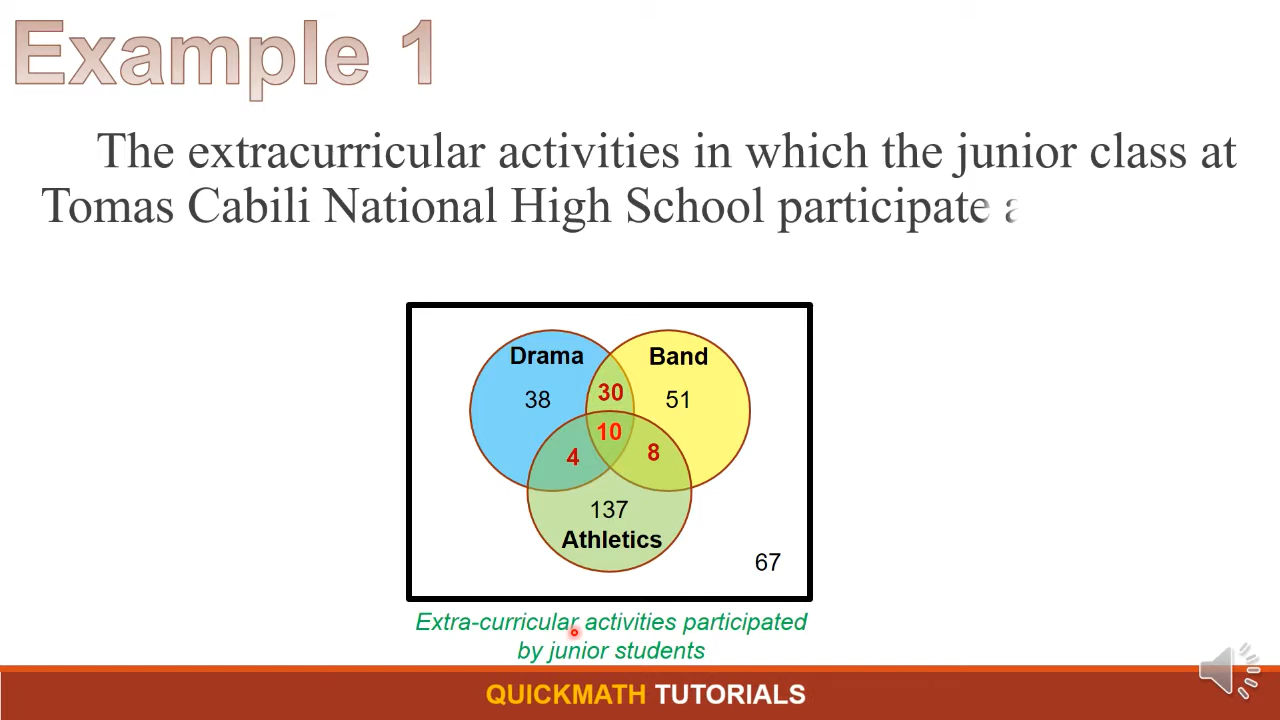 Example 1
The extracurricular activities in which the junior class at
Tomas Cabili National High School participate
Drama
Band
38
30
51
10
4
8
137
Athletics
67
Extra-curricular activities participated
by junior students
QUICKMATH TUTORIALS